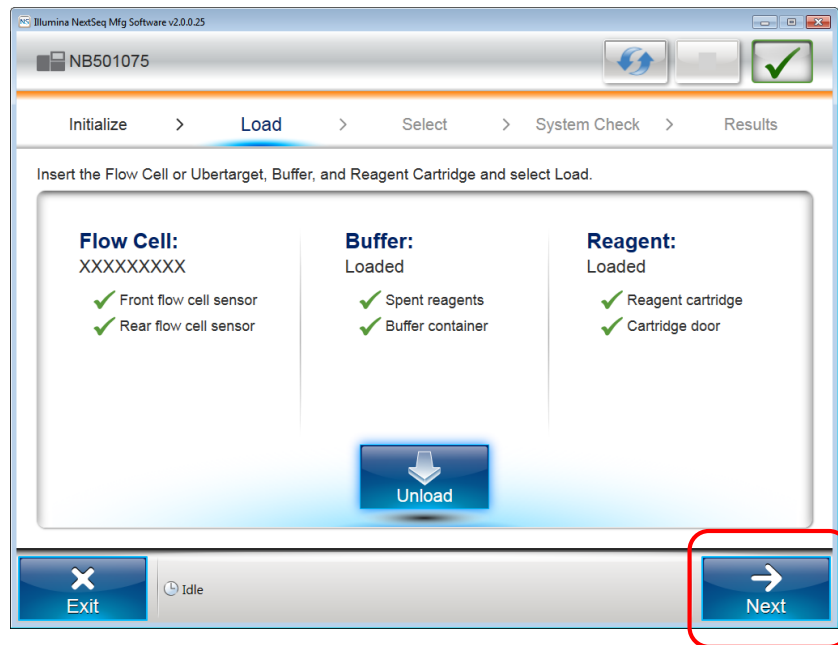 NS Illumina NextSeq Mfg Software v2.0.0.25
NB501075
Initialize > Load > Select > System Check > Results
Insert the Flow Cell or Ubertarget, Buffer, and Reagent Cartridge and select Load.
Flow Cell:
XXXXXXXXX
Front flow cell sensor
Rear flow cell sensor
Buffer:
Loaded
Spent reagents
Buffer container
Reagent:
Loaded
Reagent cartridge
Cartridge door
Unload
Exit
Idle
Next